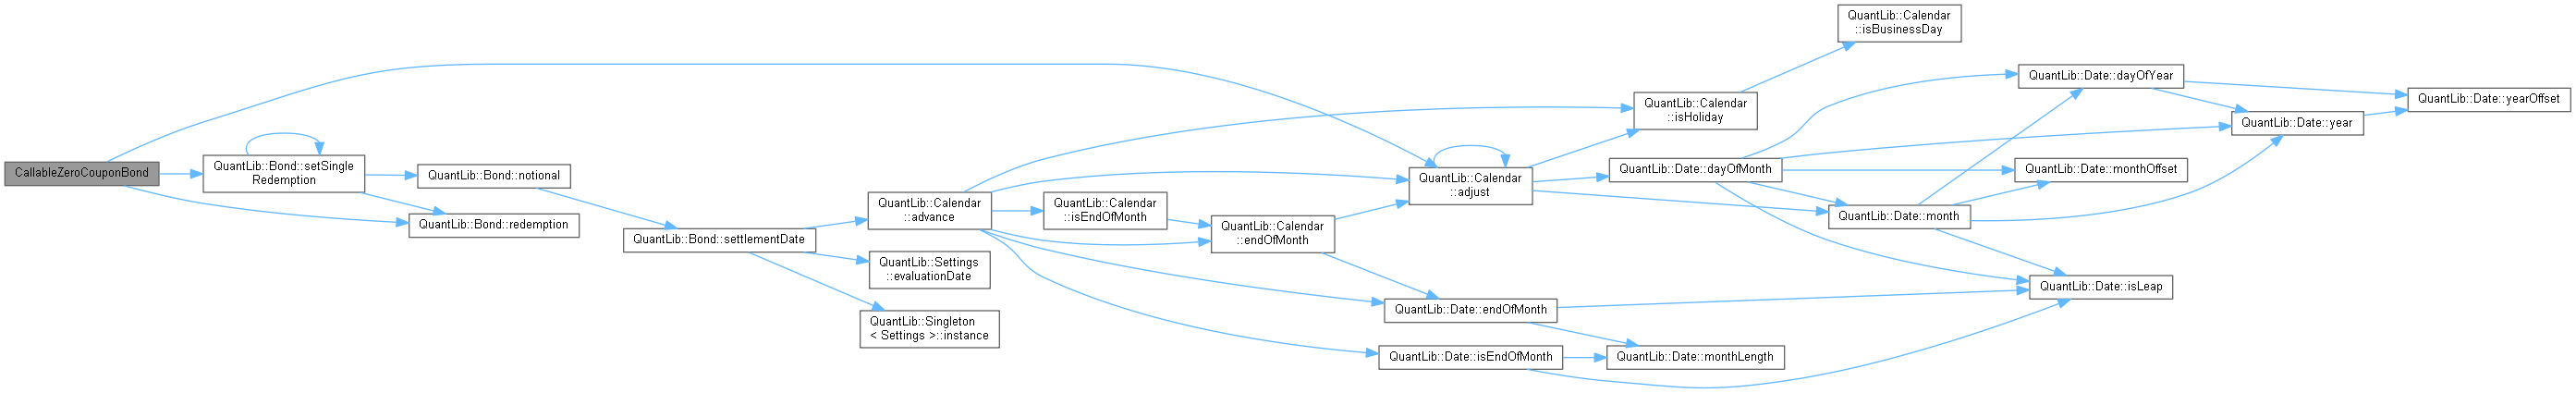 CallableZeroCouponBond
QuantLib::Bond::setSingle
Redemption
QuantLib::Bond::notional
QuantLib::Bond::redemption
QuantLib::Bond::settlementDate
QuantLib::Calendar
::advance
QuantLib::Settings
::evaluationDate
QuantLib::Singleton
< Settings >::instance
QuantLib::Calendar
::isEndOfMonth
QuantLib::Calendar
::endOfMonth
QuantLib::Calendar
::adjust
QuantLib::Date::endOfMonth
QuantLib::Date::isEndOfMonth
QuantLib::Calendar
::isHoliday
QuantLib::Date::dayOfMonth
QuantLib::Date::monthLength
QuantLib::Calendar
::isBusinessDay
QuantLib::Date::month
QuantLib::Date::dayOfYear
QuantLib::Date::monthOffset
QuantLib::Date::isLeap
QuantLib::Date::year
QuantLib::Date::yearOffset